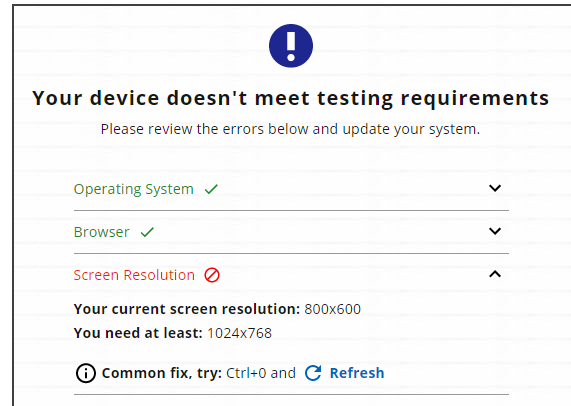 Your device doesn't meet testing requirements
Please review the errors below and update your system.
Operating System
Browser
Screen Resolution
Your current screen resolution: 800x600
You need at least: 1024x768
Common fix, try: Ctrl+0 and Refresh